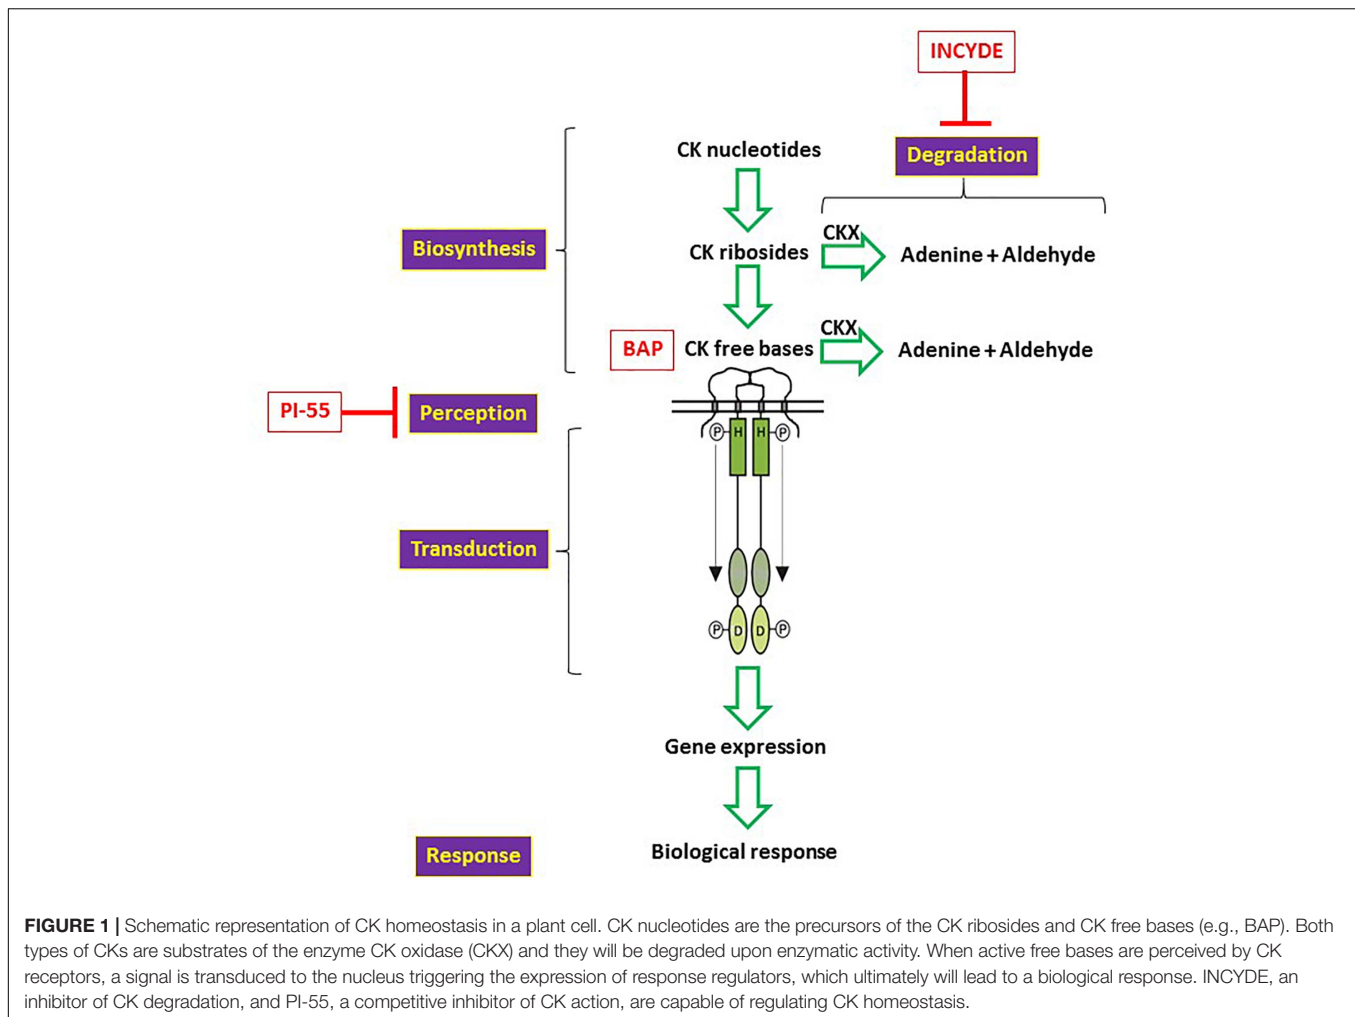 INCYDE
CK nucleotides
Degradation
Biosynthesis
CK ribosides
CKX
Adenine + Aldehyde
BAP
CK free bases
CKX
Adenine + Aldehyde
PI-55
Perception
P H H P
Transduction
P D D P
Gene expression
Response
Biological response
FIGURE 1 | Schematic representation of CK homeostasis in a plant cell. CK nucleotides are the precursors of the CK ribosides and CK free bases (e.g., BAP). Both
types of CKs are substrates of the enzyme CK oxidase (CKX) and they will be degraded upon enzymatic activity. When active free bases are perceived by CK
receptors, a signal is transduced to the nucleus triggering the expression of response regulators, which ultimately will lead to a biological response. INCYDE, an
inhibitor of CK degradation, and PI-55, a competitive inhibitor of CK action, are capable of regulating CK homeostasis.